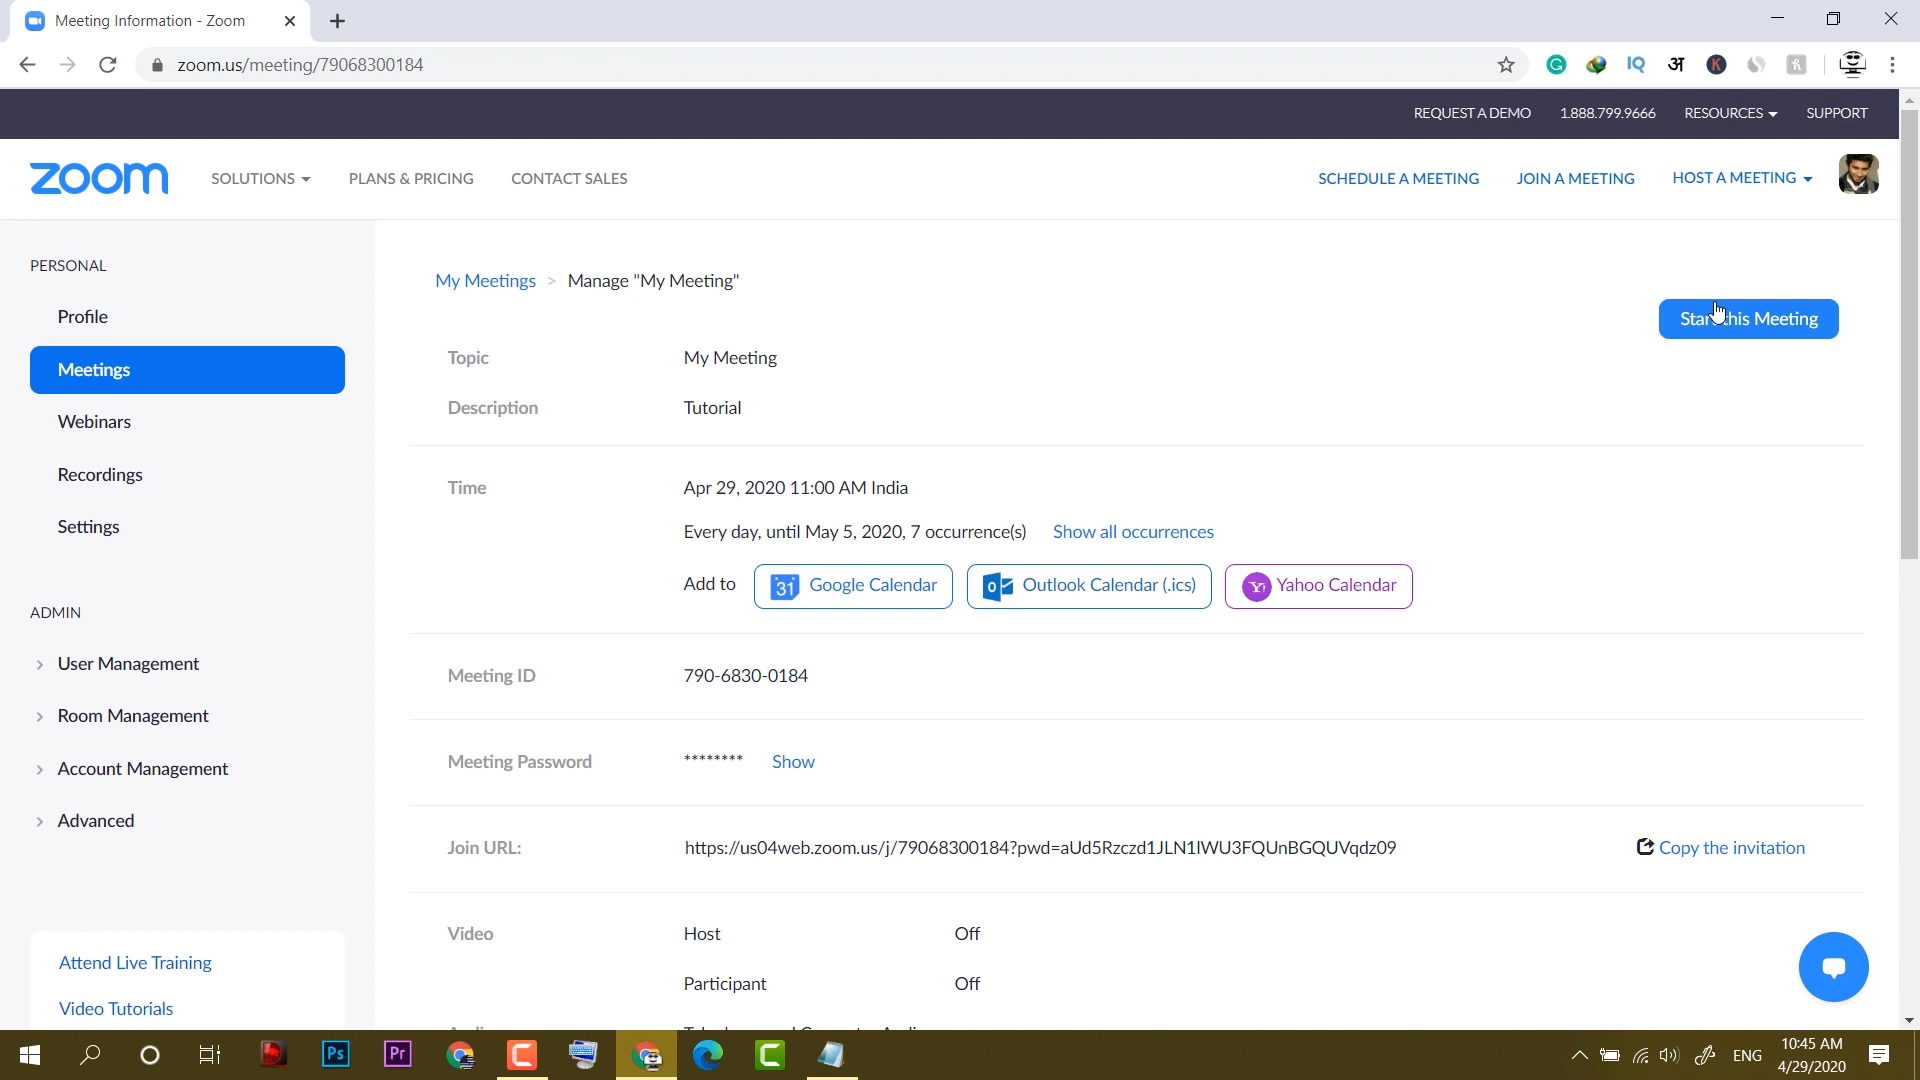 Meeting Information - Zoom
zoom.us/meeting/79068300184
REQUEST A DEMO 1.888.799.9666 RESOURCES SUPPORT
zoom SOLUTIONS PLANS & PRICING CONTACT SALES SCHEDULE A MEETING JOIN A MEETING HOST A MEETING
PERSONAL
Profile
Meetings
Webinars
Recordings
Settings
ADMIN
User Management
Room Management
Account Management
Advanced
Attend Live Training
Video Tutorials
My Meetings > Manage "My Meeting"
Start this Meeting
Topic My Meeting
Description Tutorial
Time Apr 29, 2020 11:00 AM India
Every day, until May 5, 2020, 7 occurrence(s) Show all occurrences
Add to 31 Google Calendar Outlook Calendar (.ics) Yahoo Calendar
Meeting ID 790-6830-0184
Meeting Password ******** Show
Join URL: https://us04web.zoom.us/j/79068300184?pwd=aUd5Rzczd1JLN1lWU3FQUnBGQUVqdz09 Copy the invitation
Video Host Off
Participant Off
Ps Pr ENG 10:45 AM
4/29/2020